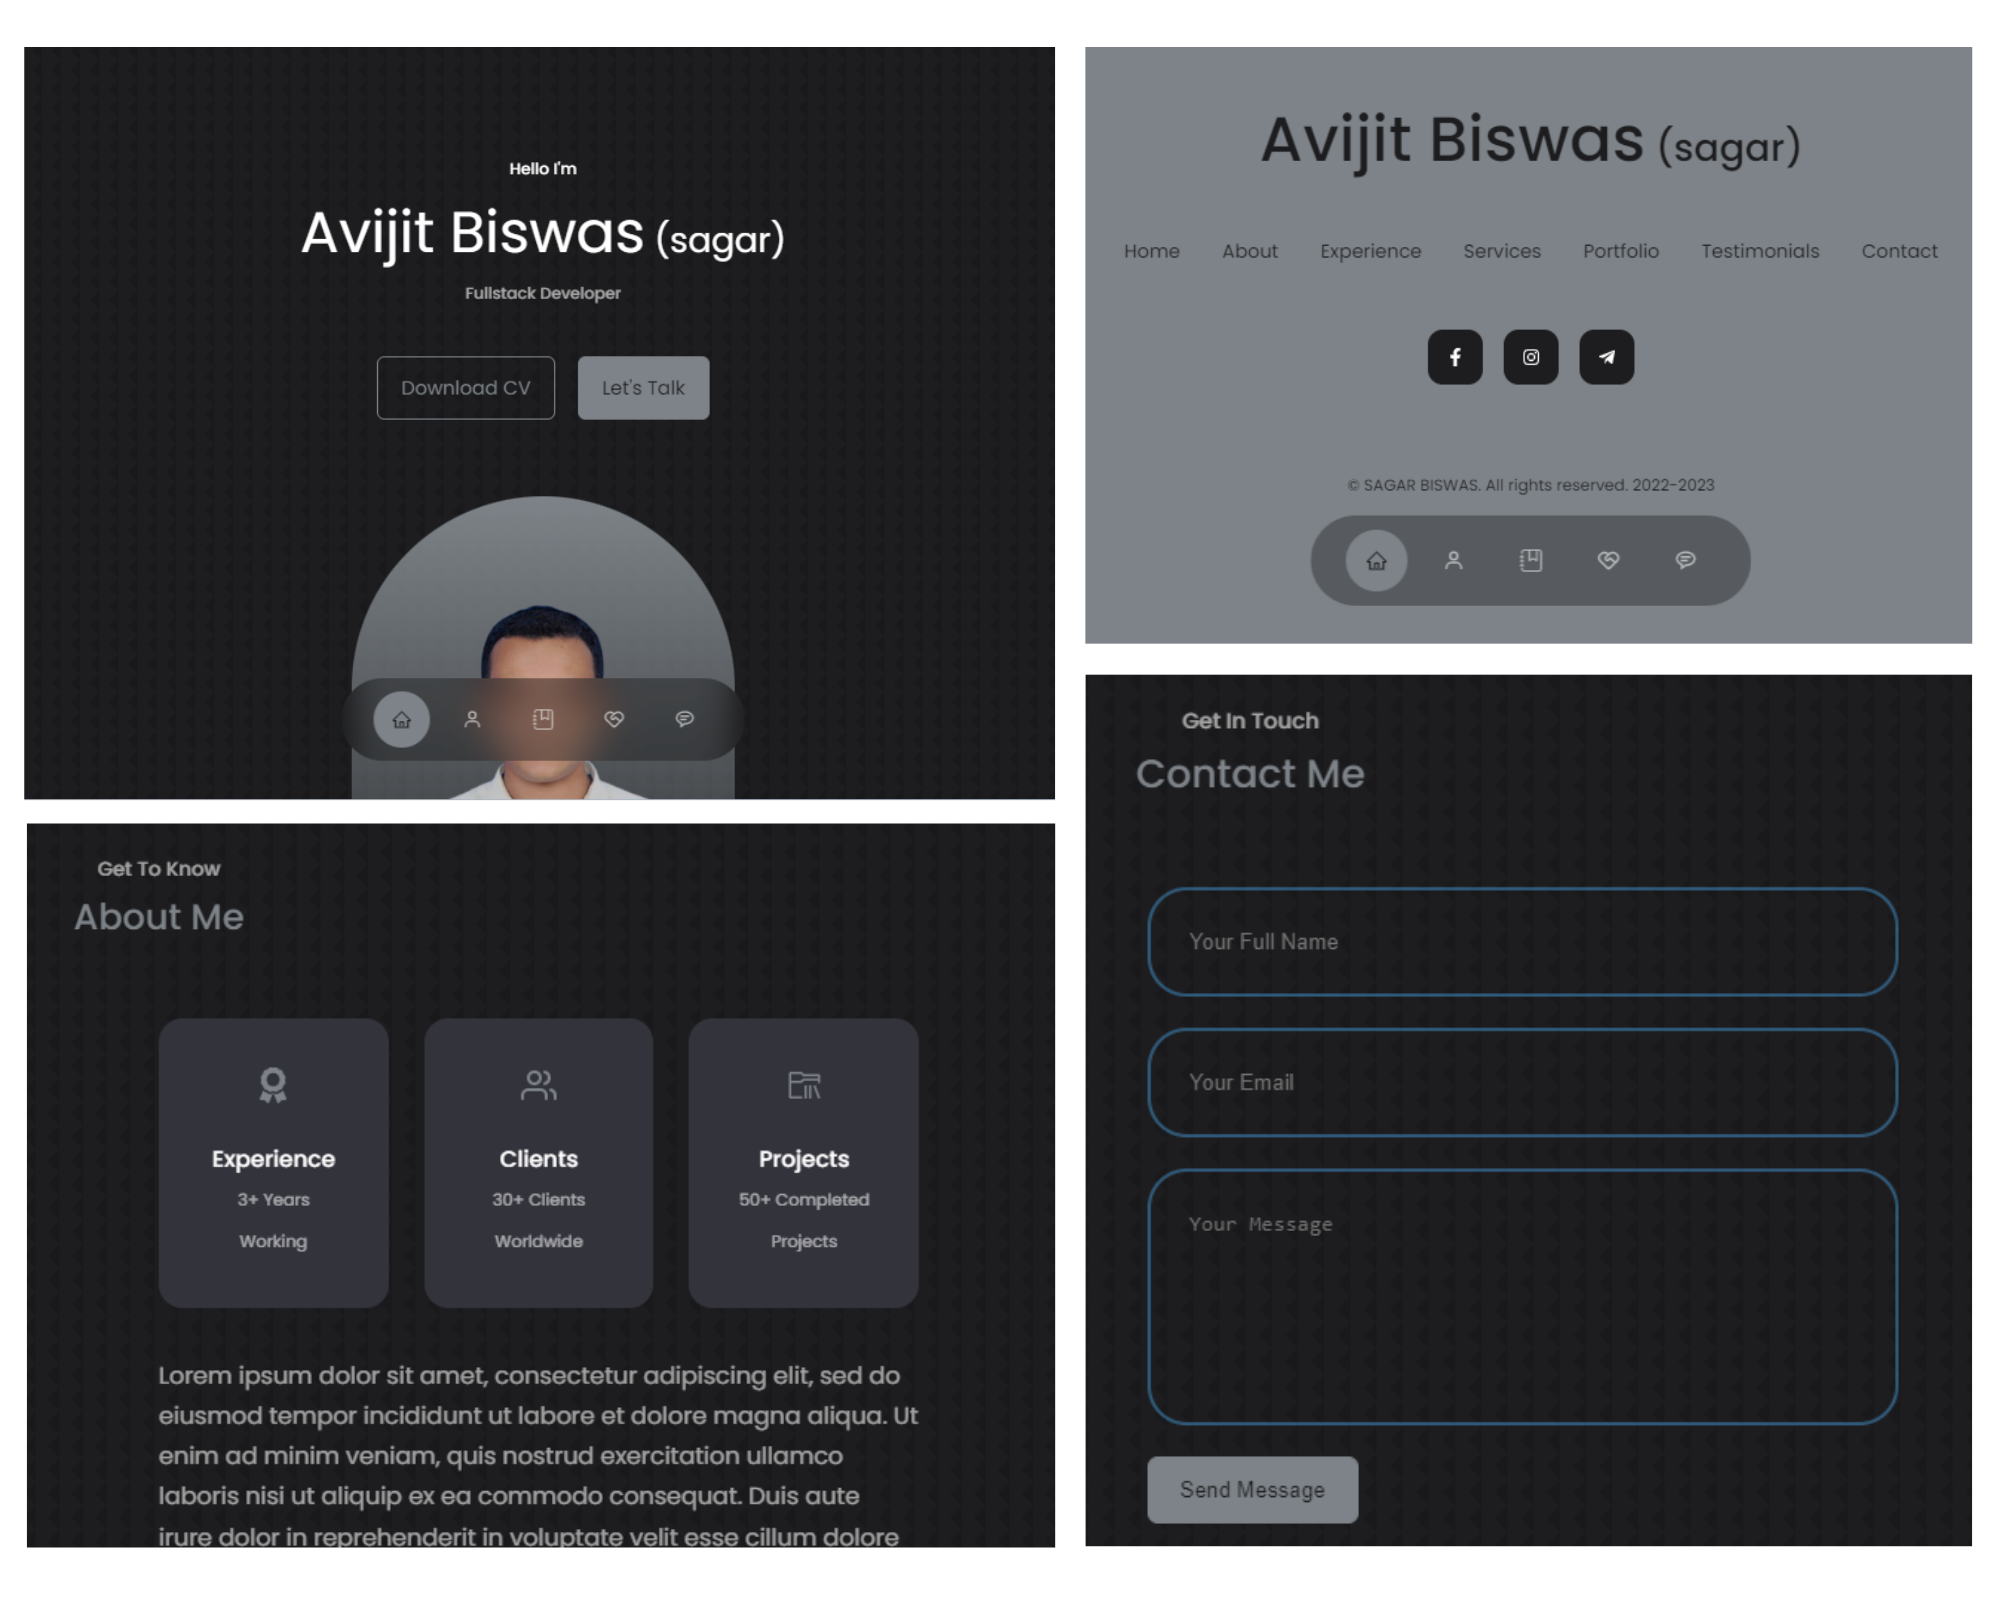 Hello I'm
Avijit Biswas (sagar)
Fullstack Developer
Download CV
Let's Talk
Get To Know
About Me
Experience
3+ Years
Working
Clients
30+ Clients
Worldwide
Projects
50+ Completed
Projects
Lorem ipsum dolor sit amet, consectetur adipiscing elit, sed do
eiusmod tempor incididunt ut labore et dolore magna aliqua. Ut
enim ad minim veniam, quis nostrud exercitation ullamco
laboris nisi ut aliquip ex ea commodo consequat. Duis aute
irure dolor in reprehenderit in voluptate velit esse cillum dolore
Avijit Biswas (sagar)
Home About Experience Services Portfolio Testimonials Contact
© SAGAR BISWAS. All rights reserved. 2022-2023
Get In Touch
Contact Me
Your Full Name
Your Email
Your Message
Send Message